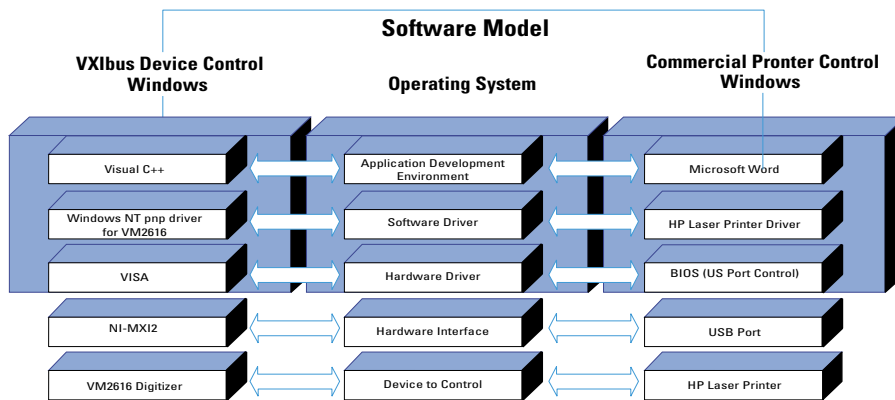 Software Model
VXIbus Device Control
Windows
Operating System
Commercial Pronter Control
Windows
Visual C++
Application Development
Environment
Microsoft Word
Windows NT pnp driver
for VM2616
Software Driver
HP Laser Printer Driver
VISA
Hardware Driver
BIOS (US Port Control)
NI-MXI2
Hardware Interface
USB Port
VM2616 Digitizer
Device to Control
HP Laser Printer